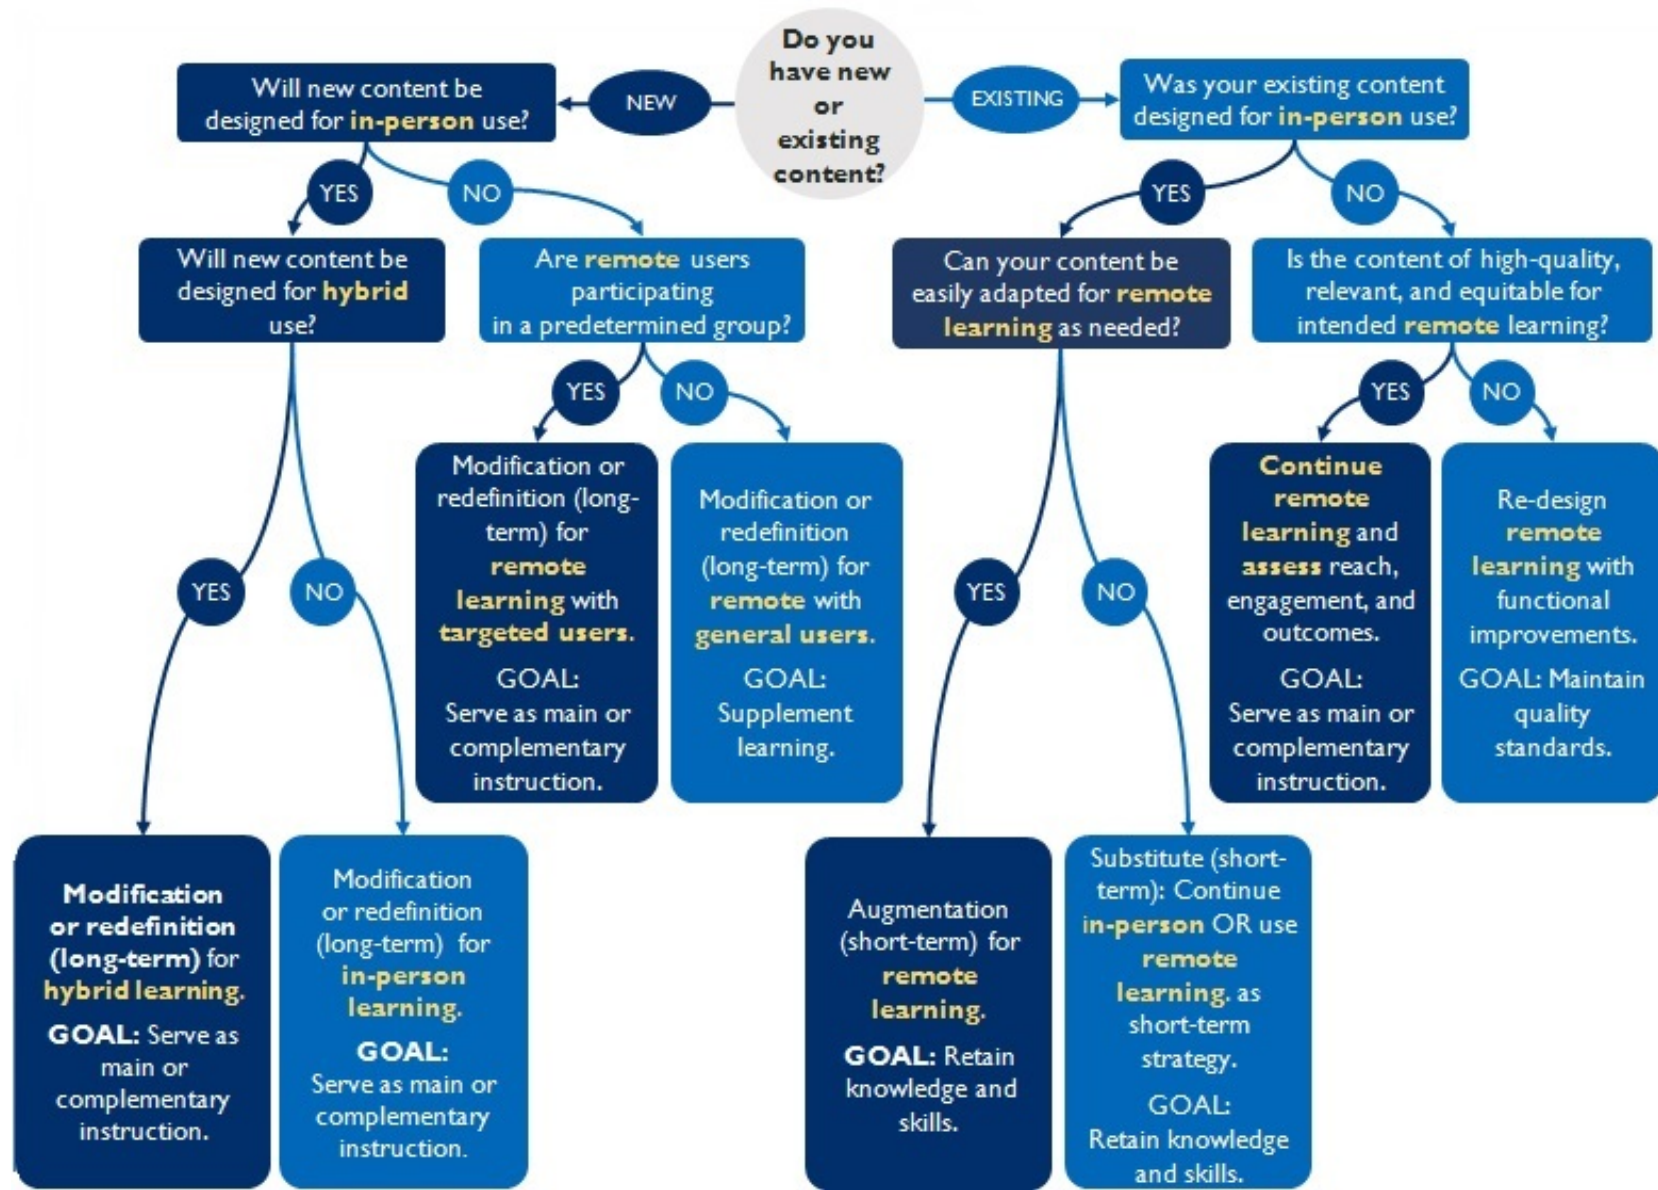 Do you
have new
or
existing
content?
NEW
EXISTING
Will new content be
designed for in-person use?
YES
NO
Will new content be
designed for hybrid
use?
Are remote users
participating
in a predetermined group?
YES
NO
Modification or
redefinition (long-
term) for
remote
learning with
targeted users.
GOAL:
Serve as main or
complementary
instruction.
Modification or
redefinition
(long-term) for
remote with
general users.
GOAL:
Supplement
learning.
YES
NO
Modification
or redefinition
(long-term) for
hybrid learning.
GOAL: Serve as
main or
complementary
instruction.
Modification
or redefinition
(long-term) for
in-person
learning.
GOAL:
Serve as main or
complementary
instruction.
Was your existing content
designed for in-person use?
YES
NO
Can your content be
easily adapted for remote
learning as needed?
Is the content of high-quality,
relevant, and equitable for
intended remote learning?
YES
NO
Continue
remote
learning and
assess reach,
engagement, and
outcomes.
GOAL:
Serve as main or
complementary
instruction.
Re-design
remote
learning with
functional
improvements.
GOAL: Maintain
quality
standards.
YES
NO
Augmentation
(short-term) for
remote
learning.
GOAL: Retain
knowledge and
skills.
Substitute (short-
term): Continue
in-person OR use
remote
learning. as
short-term
strategy.
GOAL:
Retain knowledge
and skills.